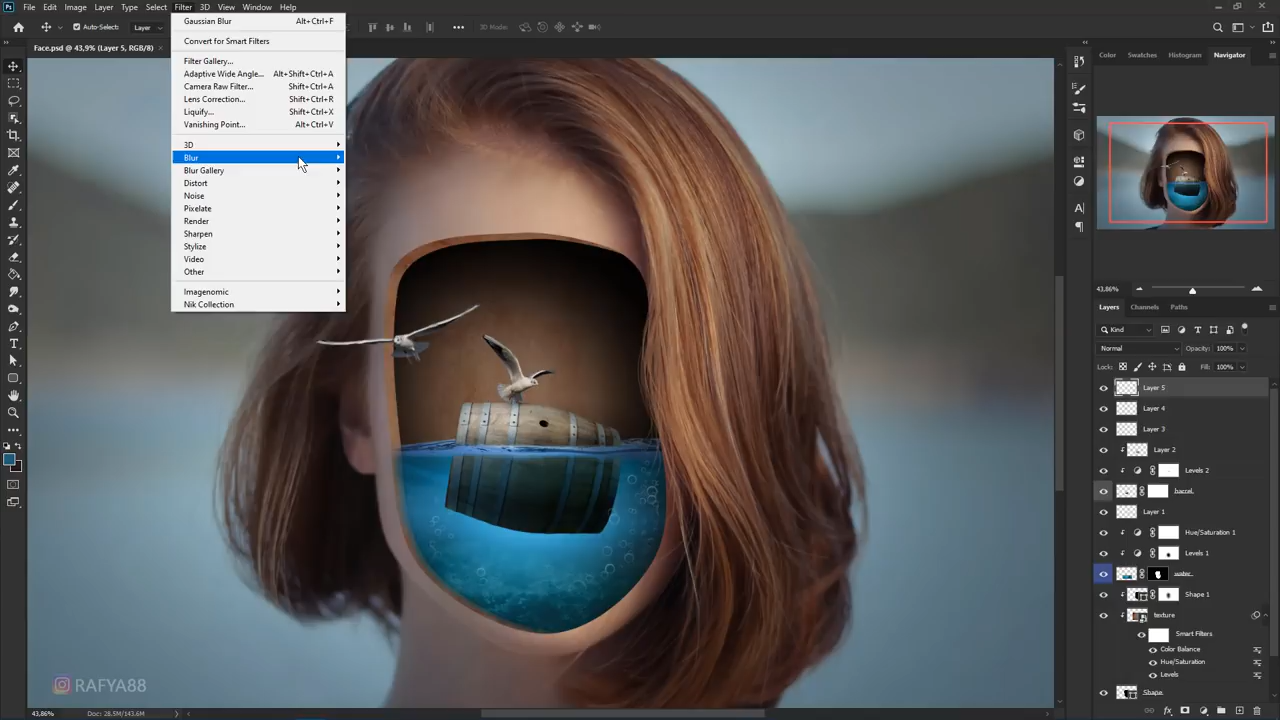 File Edit Image Layer Type Select Filter 3D View Window Help
Auto-Select: Layer 3D Mode:
Face.psd @ 43,9% (Layer 5, RGB/8)
Gaussian Blur Alt+Ctrl+F
Convert for Smart Filters
Filter Gallery...
Adaptive Wide Angle... Alt+Shift+Ctrl+A
Camera Raw Filter... Shift+Ctrl+A
Lens Correction... Shift+Ctrl+R
Liquify... Shift+Ctrl+X
Vanishing Point... Alt+Ctrl+V
3D
Blur
Blur Gallery
Distort
Noise
Pixelate
Render
Sharpen
Stylize
Video
Other
Imagenomic
Nik Collection
Color Swatches Histogram Navigator
43.86%
Layers Channels Paths
Kind
Normal Opacity: 100%
Lock: Fill: 100%
Layer 5
Layer 4
Layer 3
Layer 2
Levels 2
barrel
Layer 1
Hue/Saturation 1
Levels 1
water
Shape 1
texture
Smart Filters
Color Balance
Hue/Saturation
Levels
Shape
RAFYA88
43,86% Doc: 28.5M/143.6M